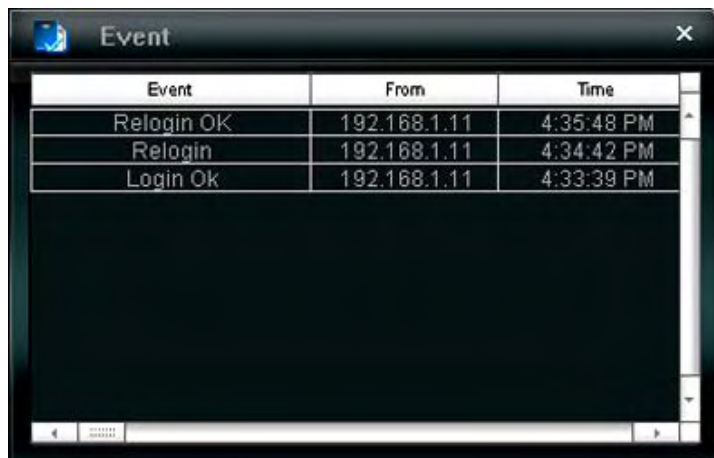 Event
Event From Time
Relogin OK 192.168.1.11 4:35:48 PM
Relogin 192.168.1.11 4:34:42 PM
Login Ok 192.168.1.11 4:33:39 PM